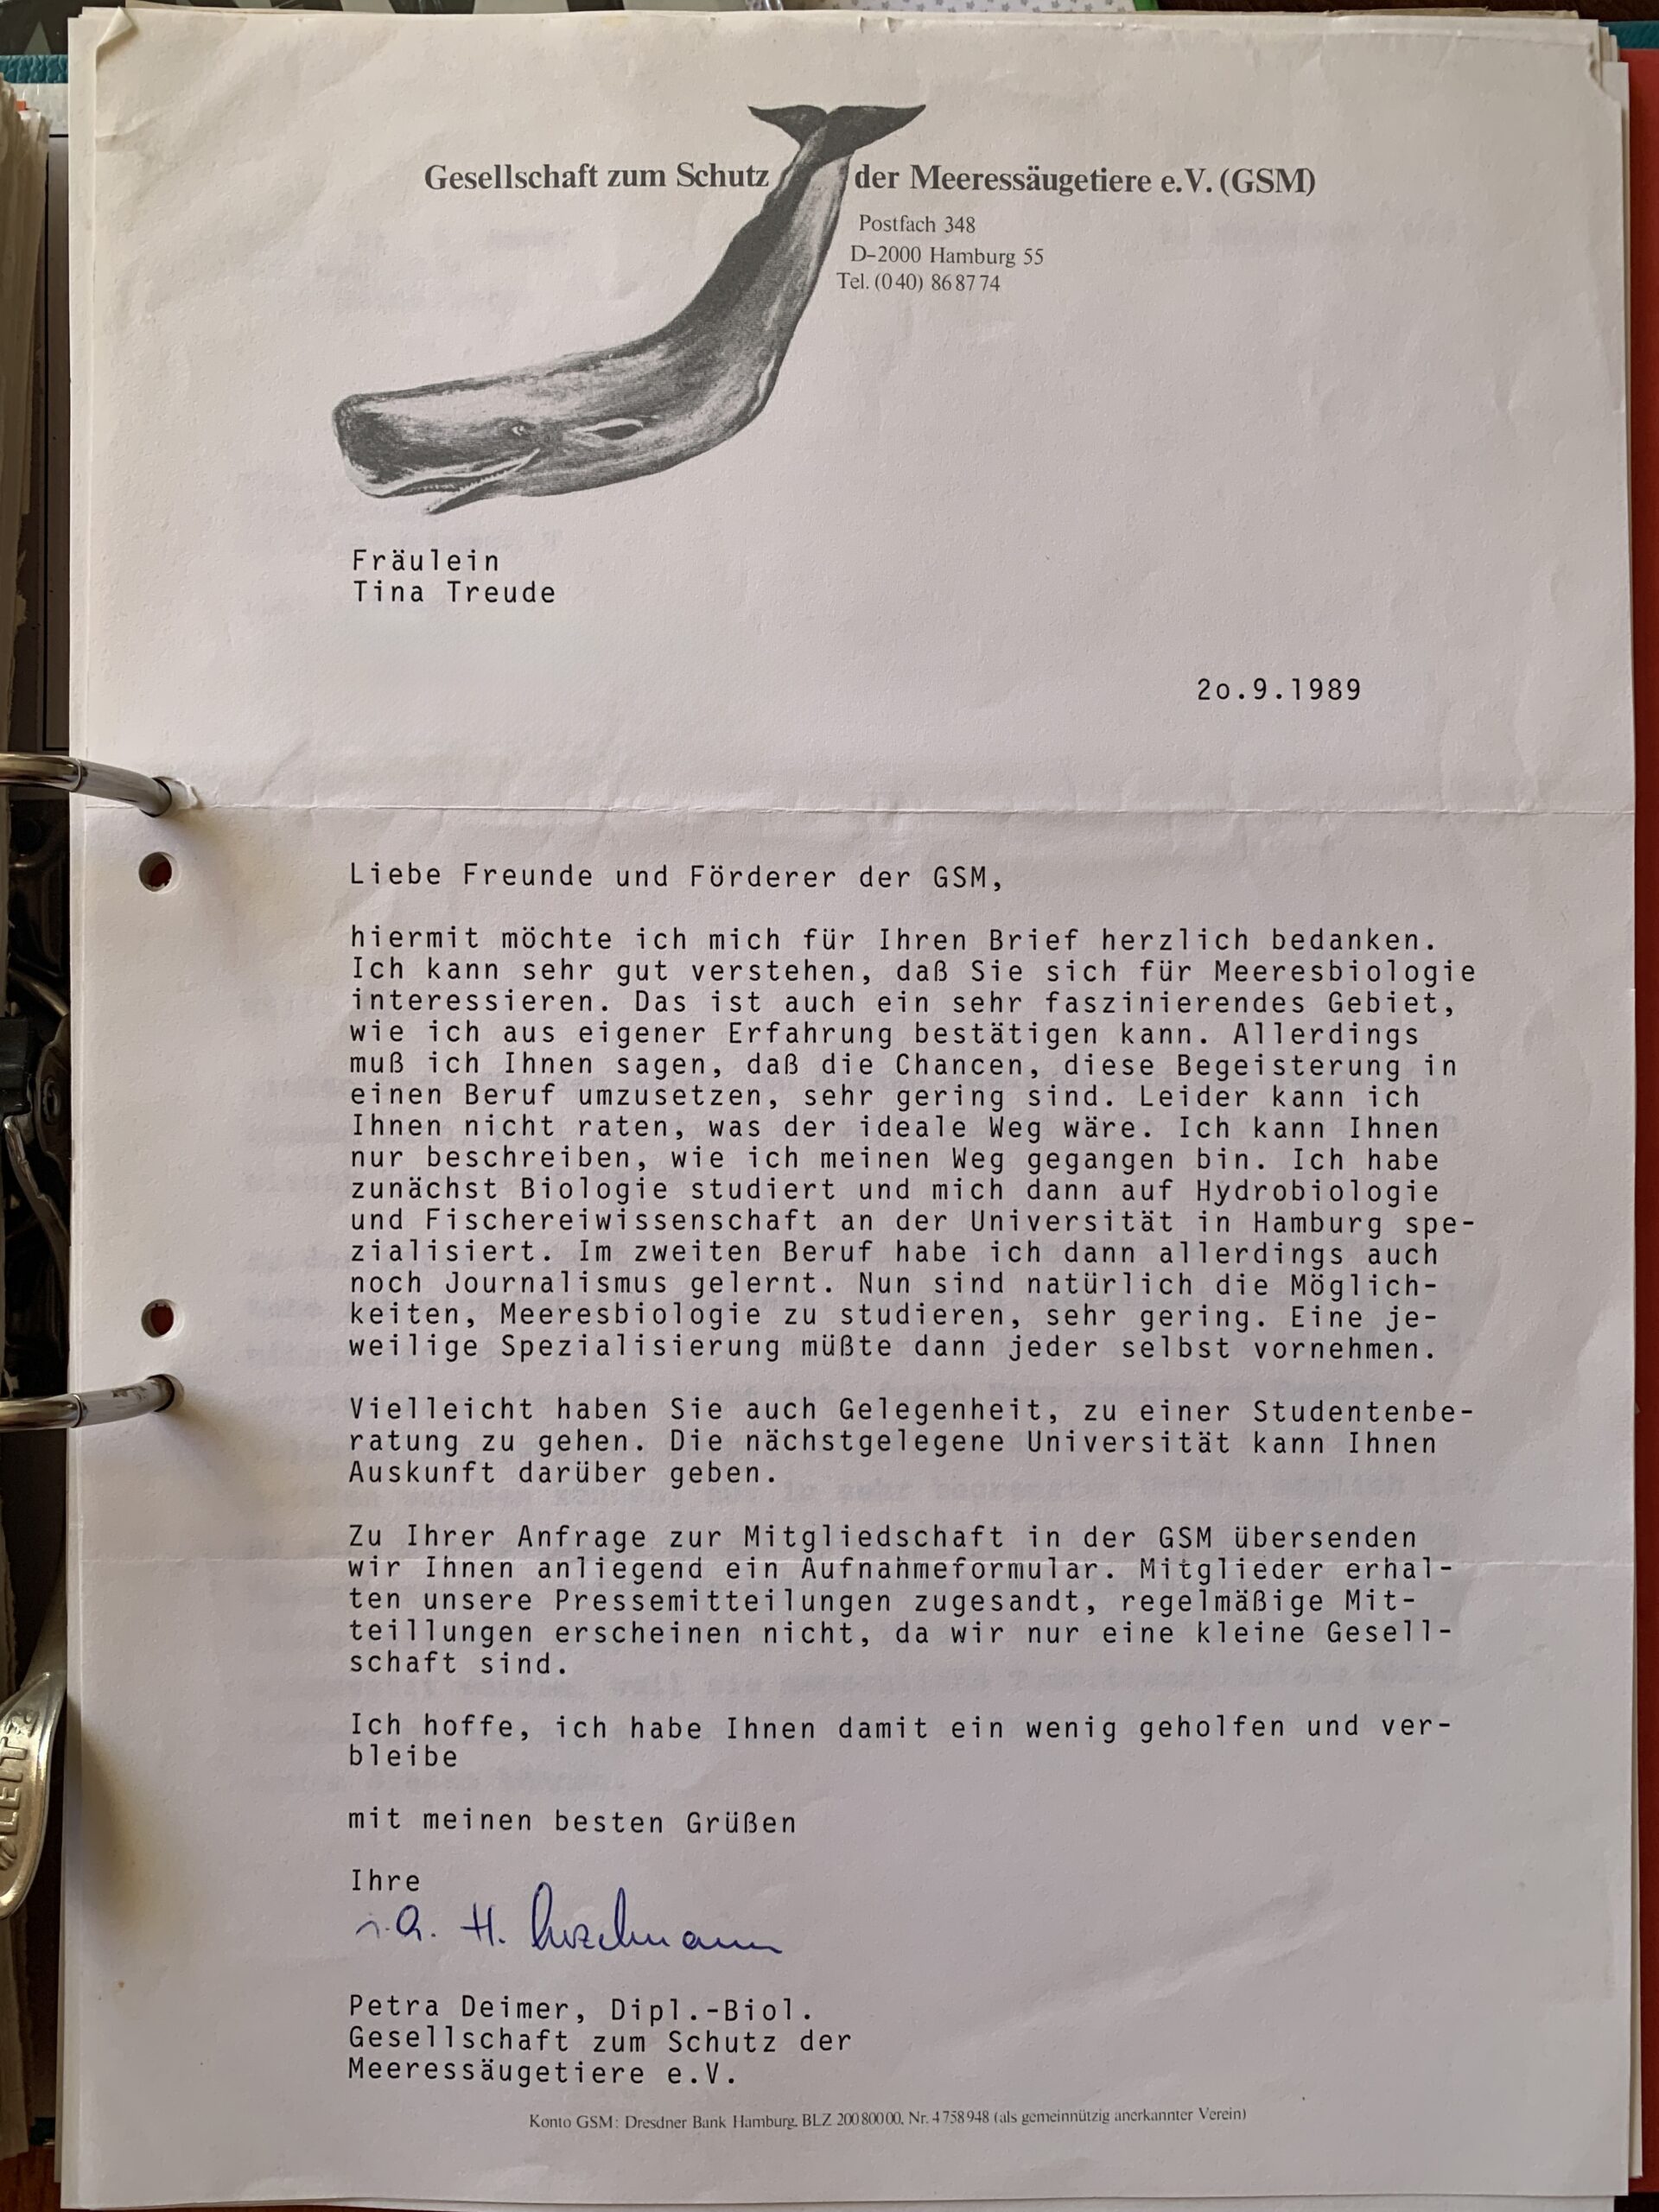 Gesellschaft zum Schutz der Meeressäugetiere e.V. (GSM)
Postfach 348
D-2000 Hamburg 55
Tel. (040) 868774
Fräulein
Tina Treude
2o.9.1989
Liebe Freunde und Förderer der GSM,
hiermit möchte ich mich für Ihren Brief herzlich bedanken.
Ich kann sehr gut verstehen, daß Sie sich für Meeresbiologie
interessieren. Das ist auch ein sehr faszinierendes Gebiet,
wie ich aus eigener Erfahrung bestätigen kann. Allerdings
muß ich Ihnen sagen, daß die Chancen, diese Begeisterung in
einen Beruf umzusetzen, sehr gering sind. Leider kann ich
Ihnen nicht raten, was der ideale Weg wäre. Ich kann Ihnen
nur beschreiben, wie ich meinen Weg gegangen bin. Ich habe
zunächst Biologie studiert und mich dann auf Hydrobiologie
und Fischereiwissenschaft an der Universität in Hamburg spe-
zialisiert. Im zweiten Beruf habe ich dann allerdings auch
noch Journalismus gelernt. Nun sind natürlich die Möglich-
keiten, Meeresbiologie zu studieren, sehr gering. Eine je-
weilige Spezialisierung müßte dann jeder selbst vornehmen.
Vielleicht haben Sie auch Gelegenheit, zu einer Studentenbe-
ratung zu gehen. Die nächstgelegene Universität kann Ihnen
Auskunft darüber geben.
Zu Ihrer Anfrage zur Mitgliedschaft in der GSM übersenden
wir Ihnen anliegend ein Aufnahmeformular. Mitglieder erhal-
ten unsere Pressemitteilungen zugesandt, regelmäßige Mit-
teillungen erscheinen nicht, da wir nur eine kleine Gesell-
schaft sind.
Ich hoffe, ich habe Ihnen damit ein wenig geholfen und ver-
bleibe
mit meinen besten Grüßen
Ihre
i.A. H.
Petra Deimer, Dipl.-Biol.
Gesellschaft zum Schutz der
Meeressäugetiere e.V.
Konto GSM: Dresdner Bank Hamburg, BLZ 200 800 00, Nr. 4 758 948 (als gemeinnützig anerkannter Verein)
LEITZ